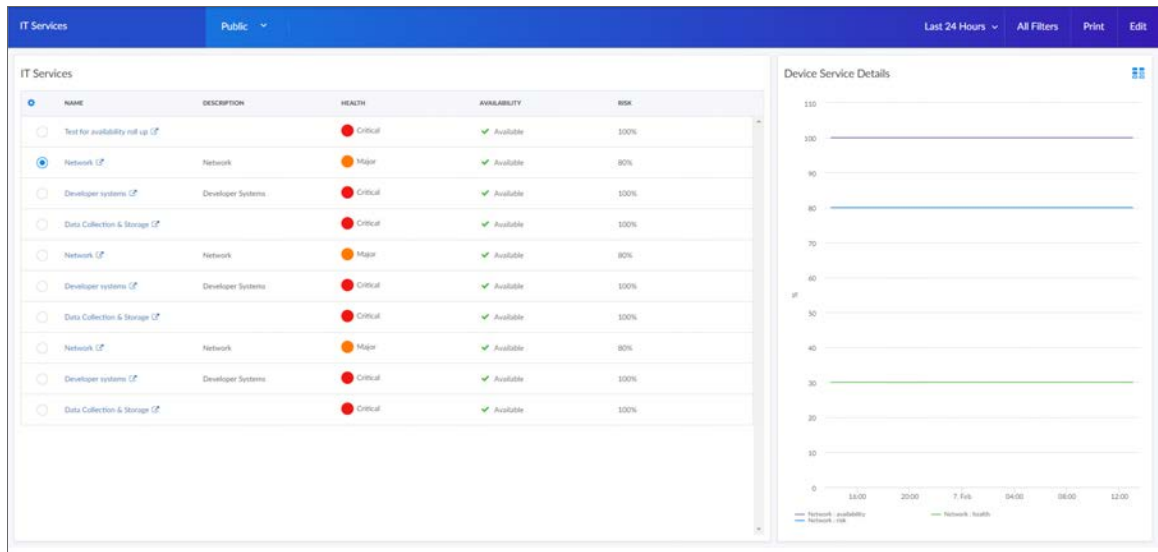 IT Services Public Last 24 Hours All Filters Print Edit
IT Services
NAME DESCRIPTION HEALTH AVAILABILITY RISK
Test for availability roll up Critical Available 100%
Network Network Major Available 80%
Developer systems Developer Systems Critical Available 100%
Data Collection & Storage Critical Available 100%
Network Network Major Available 80%
Developer systems Developer Systems Critical Available 100%
Data Collection & Storage Critical Available 100%
Network Network Major Available 80%
Developer systems Developer Systems Critical Available 100%
Data Collection & Storage Critical Available 100%
Device Service Details
110
100
90
80
70
60
%
50
40
30
20
10
0
16:00 20:00 7. Feb 04:00 08:00 12:00
Network : availability Network : health
Network : risk